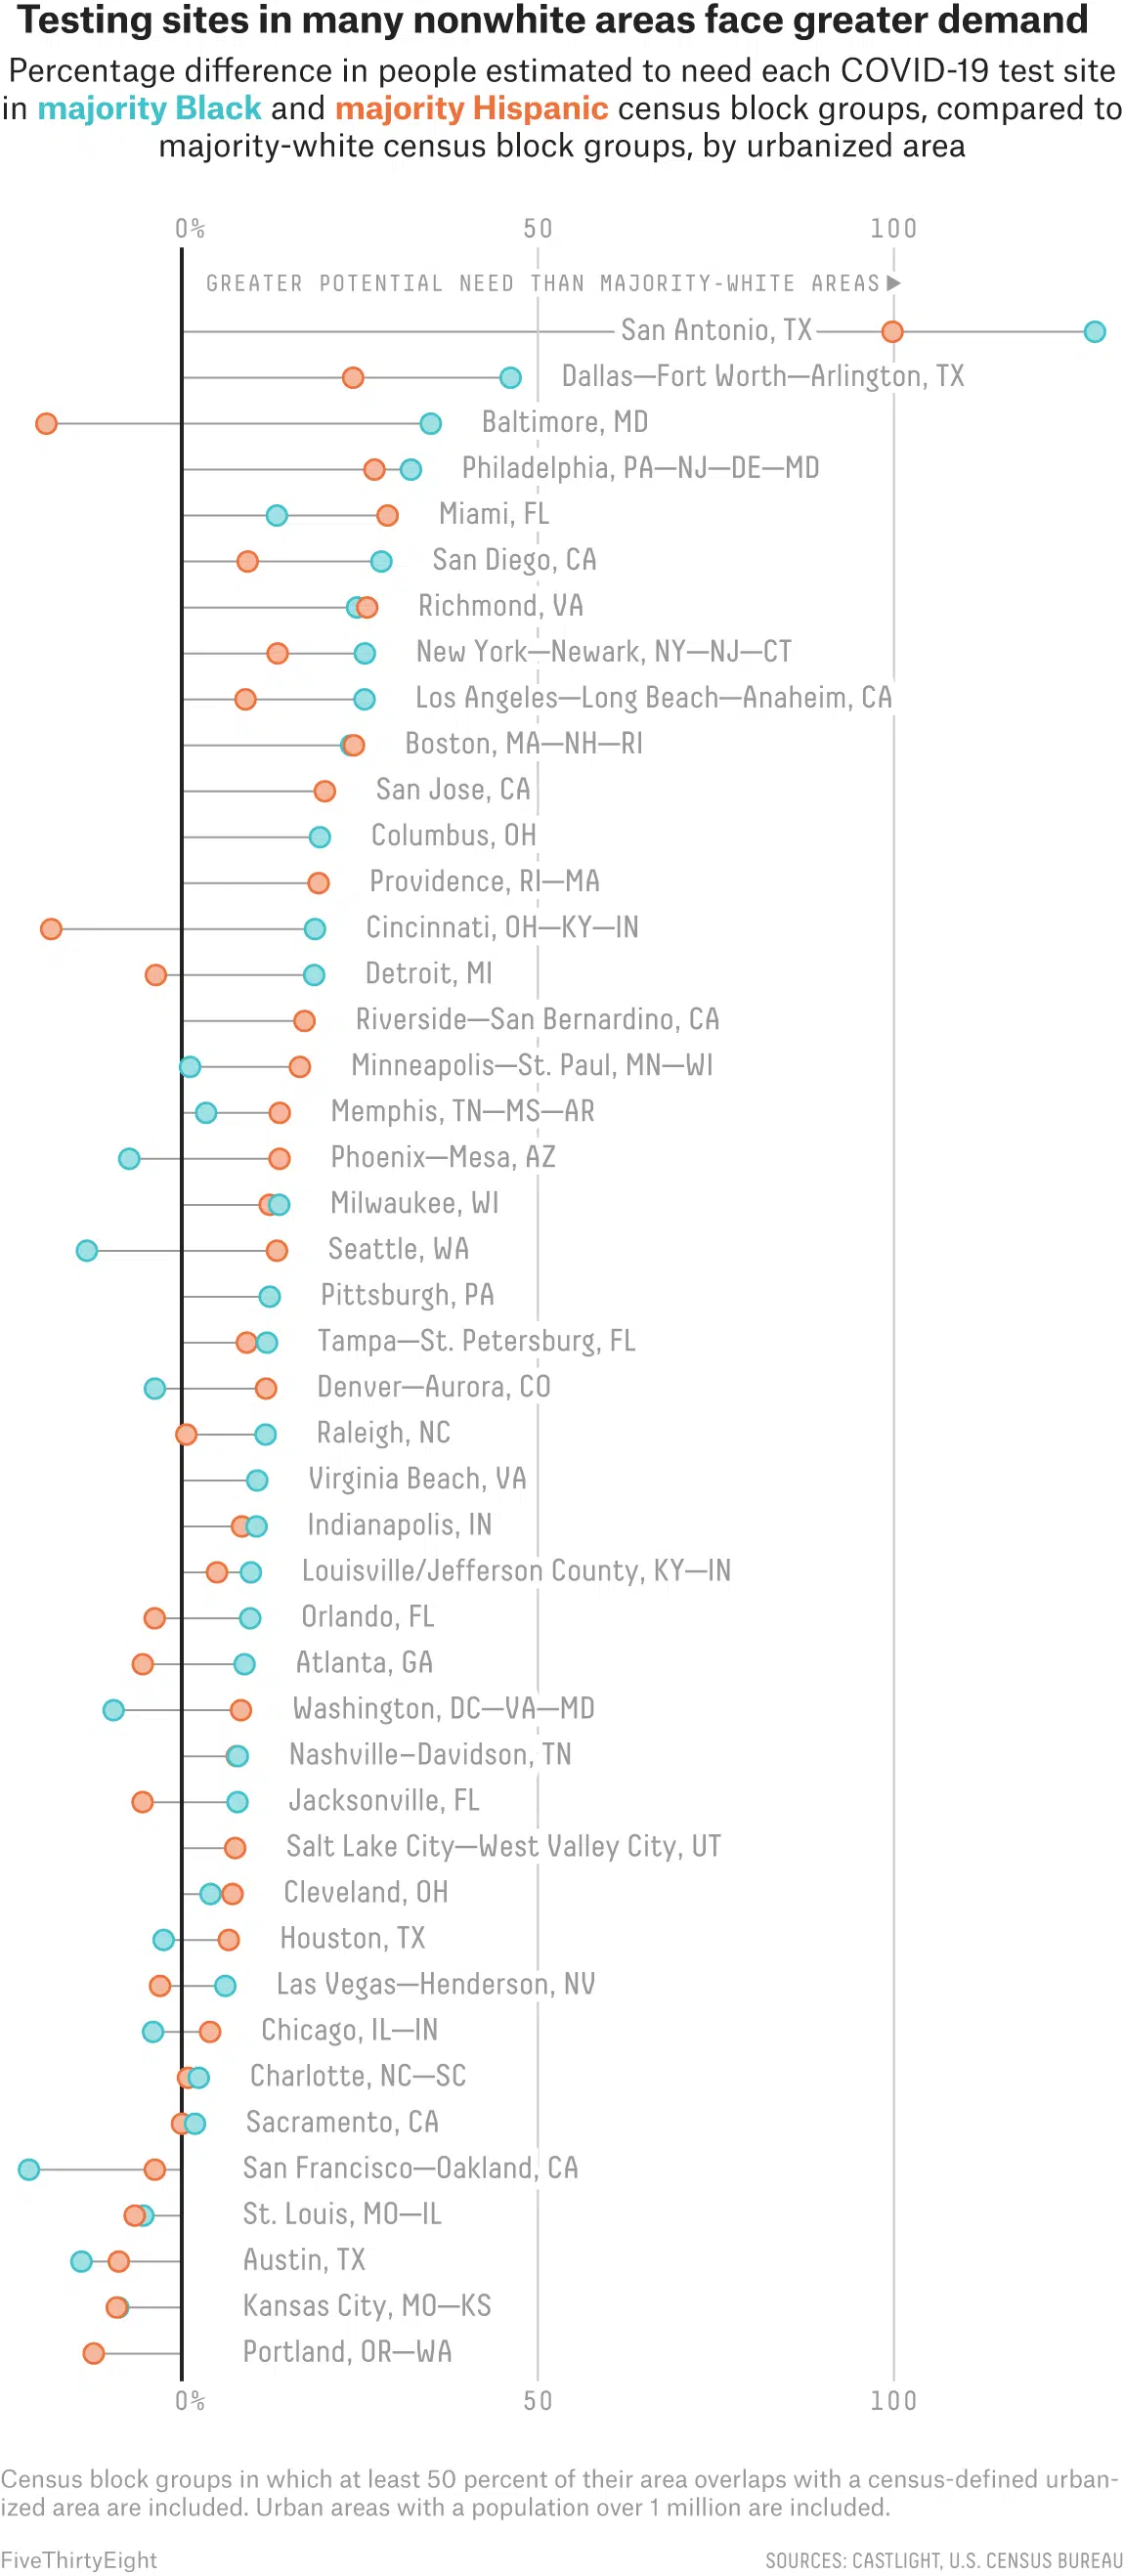 Testing sites in many nonwhite areas face greater demand
Percentage difference in people estimated to need each COVID-19 test site
in majority Black and majority Hispanic census block groups, compared to
majority-white census block groups, by urbanized area
0% 50 100
GREATER POTENTIAL NEED THAN MAJORITY-WHITE AREAS ▶
San Antonio, TX
Dallas—Fort Worth—Arlington, TX
Baltimore, MD
Philadelphia, PA—NJ—DE—MD
Miami, FL
San Diego, CA
Richmond, VA
New York—Newark, NY—NJ—CT
Los Angeles—Long Beach—Anaheim, CA
Boston, MA—NH—RI
San Jose, CA
Columbus, OH
Providence, RI—MA
Cincinnati, OH—KY—IN
Detroit, MI
Riverside—San Bernardino, CA
Minneapolis—St. Paul, MN—WI
Memphis, TN—MS—AR
Phoenix—Mesa, AZ
Milwaukee, WI
Seattle, WA
Pittsburgh, PA
Tampa—St. Petersburg, FL
Denver—Aurora, CO
Raleigh, NC
Virginia Beach, VA
Indianapolis, IN
Louisville/Jefferson County, KY—IN
Orlando, FL
Atlanta, GA
Washington, DC—VA—MD
Nashville–Davidson, TN
Jacksonville, FL
Salt Lake City—West Valley City, UT
Cleveland, OH
Houston, TX
Las Vegas—Henderson, NV
Chicago, IL—IN
Charlotte, NC—SC
Sacramento, CA
San Francisco—Oakland, CA
St. Louis, MO—IL
Austin, TX
Kansas City, MO—KS
Portland, OR—WA
0% 50 100
Census block groups in which at least 50 percent of their area overlaps with a census-defined urban-
ized area are included. Urban areas with a population over 1 million are included.
FiveThirtyEight SOURCES: CASTLIGHT, U.S. CENSUS BUREAU